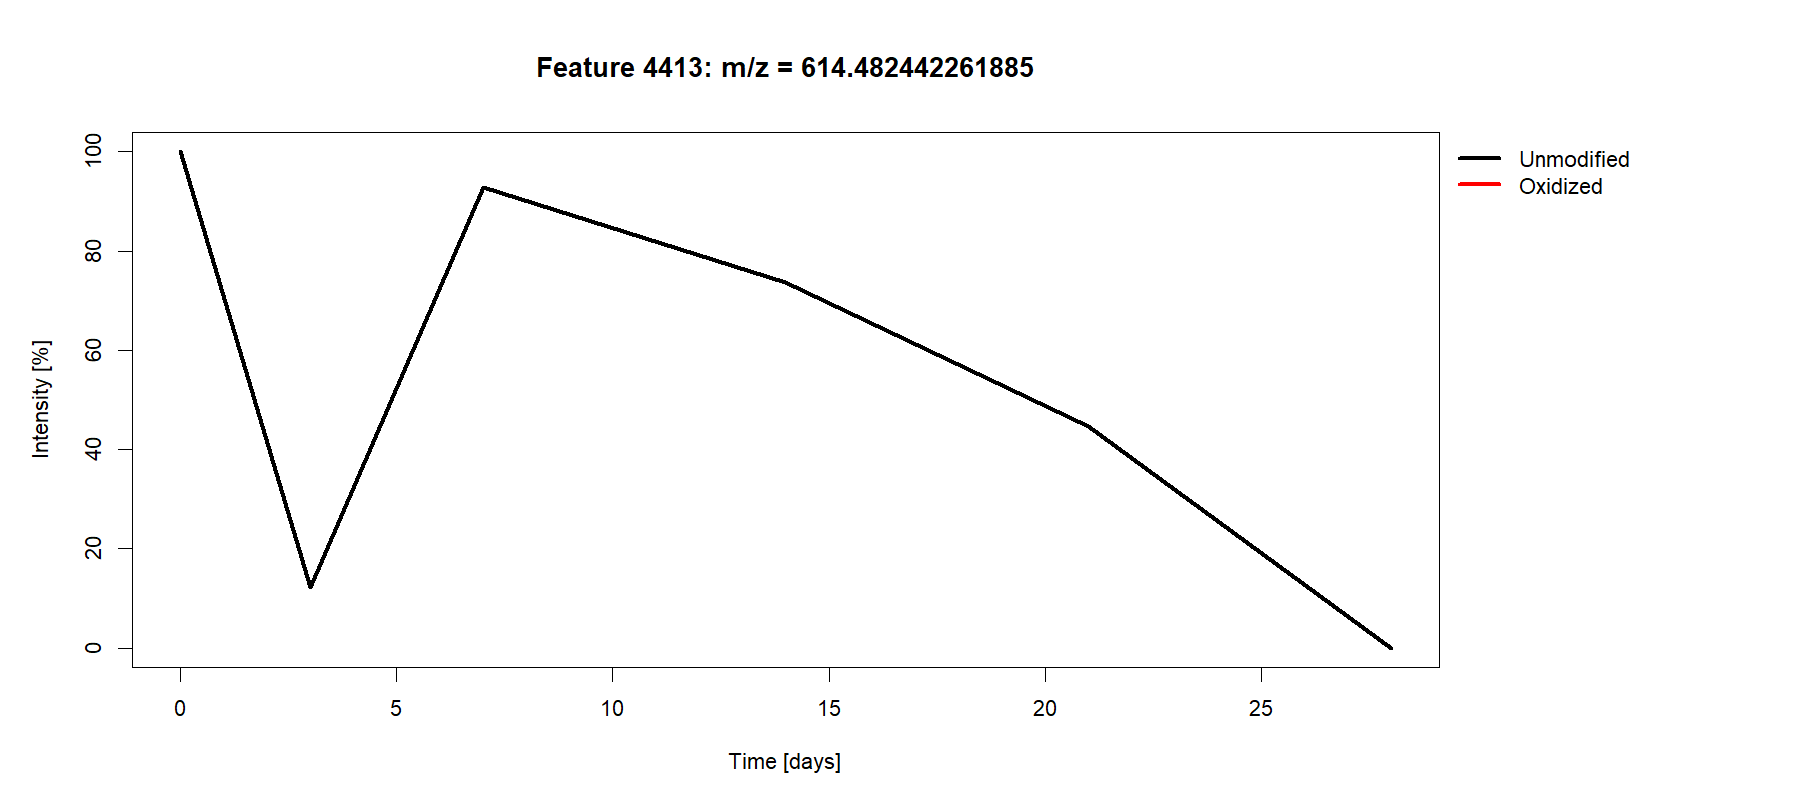 Feature 4413: m/z = 614.482442261885
Unmodified
Oxidized
Intensity [%]
100
80
60
40
20
0
0 5 10 15 20 25
Time [days]